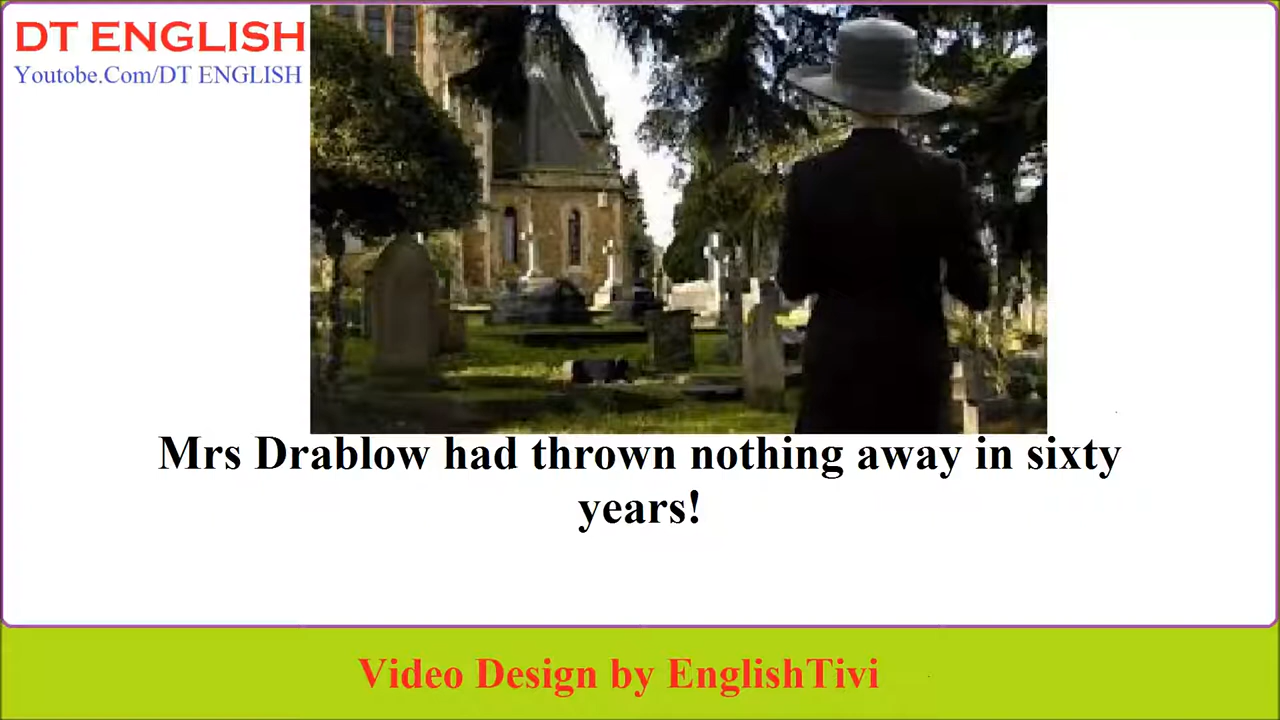 DT ENGLISH
Youtobe.Com/DT ENGLISH
Mrs Drablow had thrown nothing away in sixty
years!
Video Design by EnglishTivi